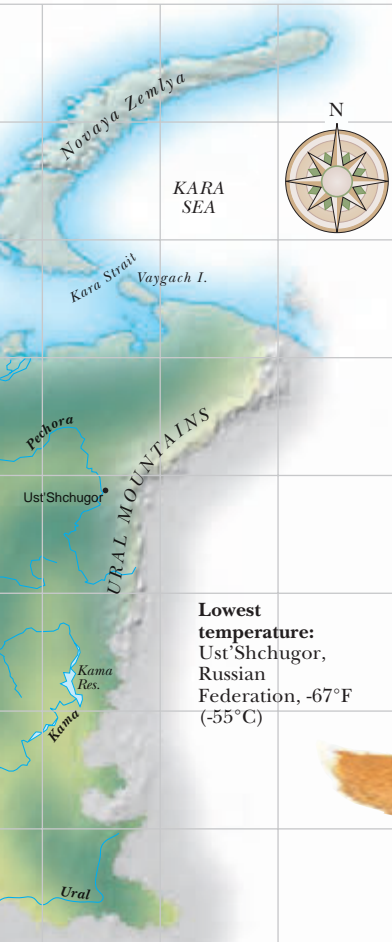 Novaya Zemlya
N
KARA
SEA
Kara Strait
Vaygach I.
Pechora
URAL MOUNTAINS
Ust'Shchugor
Lowest
temperature:
Ust'Shchugor,
Russian
Federation, -67°F
(-55°C)
Kama
Res.
Kama
Ural